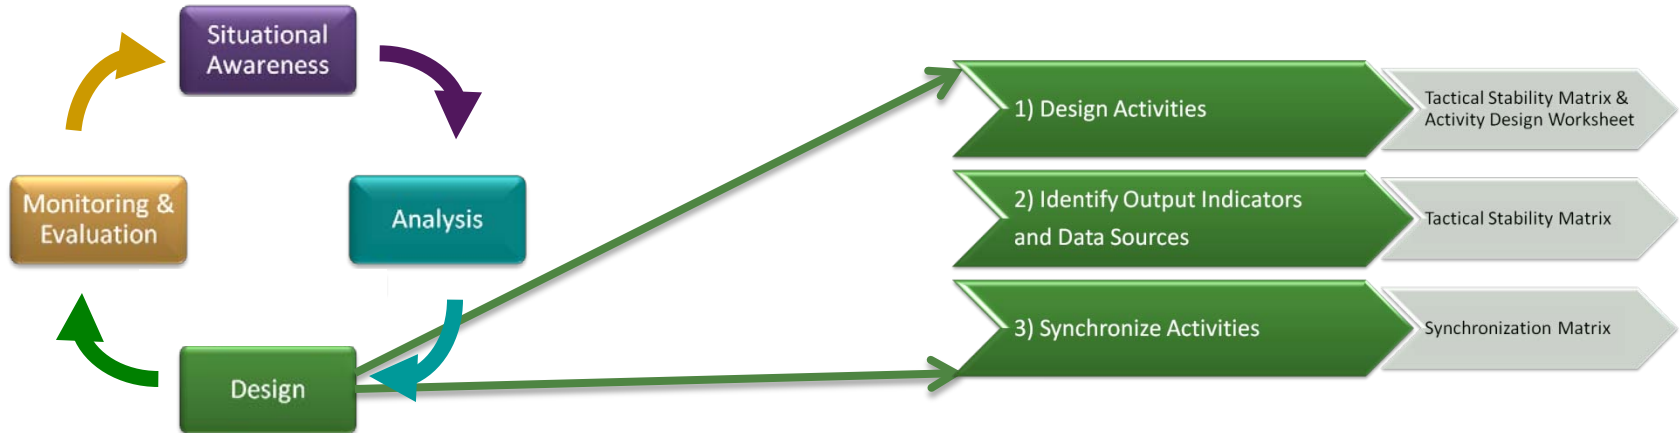 Situational
Awareness
Monitoring &
Evaluation
Analysis
Design
1) Design Activities
Tactical Stability Matrix &
Activity Design Worksheet
2) Identify Output Indicators
and Data Sources
Tactical Stability Matrix
3) Synchronize Activities
Synchronization Matrix